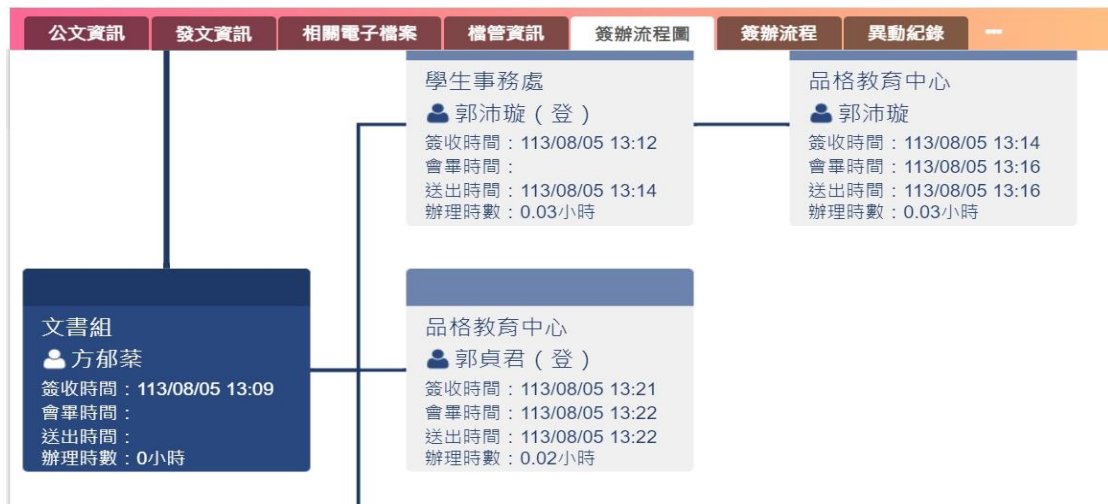 公文資訊
發文資訊
相關電子檔案
檔管資訊
簽辦流程圖
簽辦流程
異動紀錄
學生事務處
郭沛璇（登）
簽收時間：113/08/05 13:12
會畢時間：
送出時間：113/08/05 13:14
辦理時數：0.03小時
品格教育中心
郭沛璇
簽收時間：113/08/05 13:14
會畢時間：113/08/05 13:16
送出時間：113/08/05 13:16
辦理時數：0.03小時
文書組
方郁棻
簽收時間：113/08/05 13:09
會畢時間：
送出時間：
辦理時數：0小時
品格教育中心
郭貞君（登）
簽收時間：113/08/05 13:21
會畢時間：113/08/05 13:22
送出時間：113/08/05 13:22
辦理時數：0.02小時